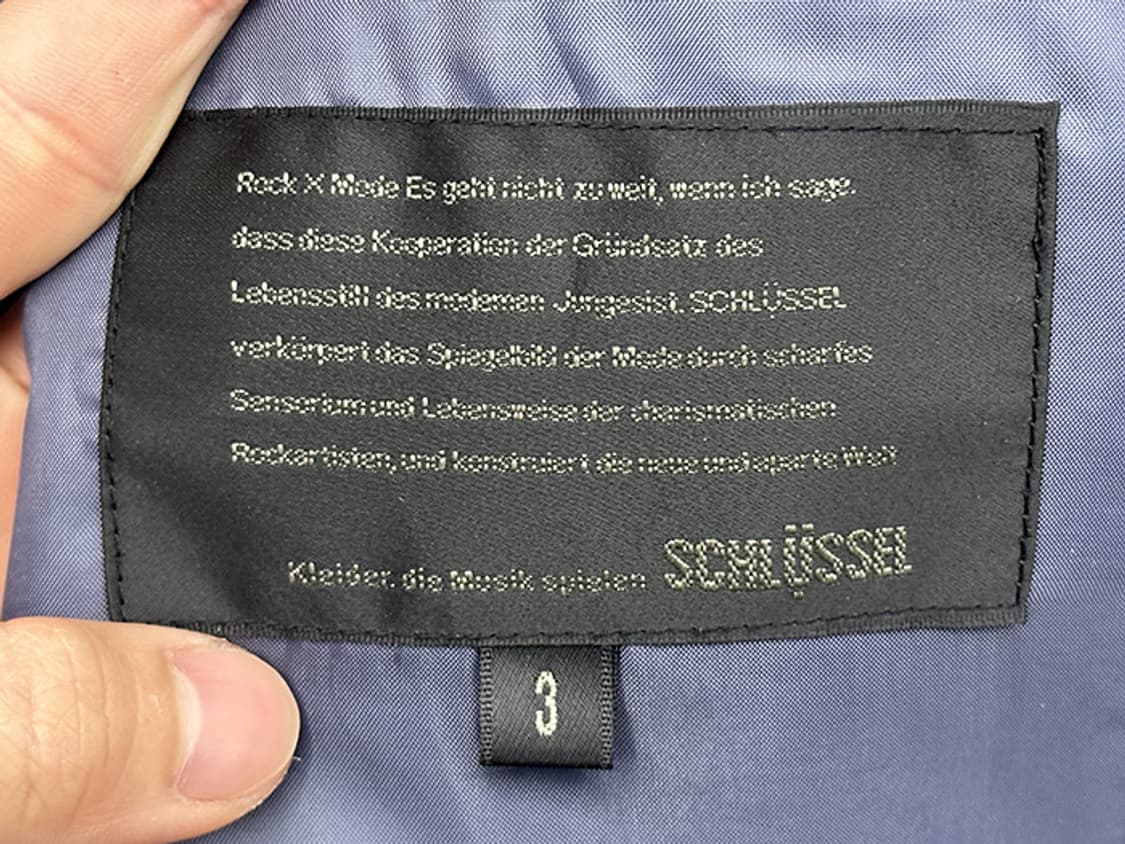 Rock X Mode Es geht nicht zu weit, wenn ich sage.
dass diese Kooperation der Gründsatz des
Lebensstill des modernen Jungesist. SCHLÜSSEL
verkörpert das Spiegelbild der Mode durch scharfes
Sensorium und Lebensweise der charismatischen
Rockartisten, und konstruiert die neue und aparte Welt
Kleider, die Musik spielen SCHLÜSSEL
3